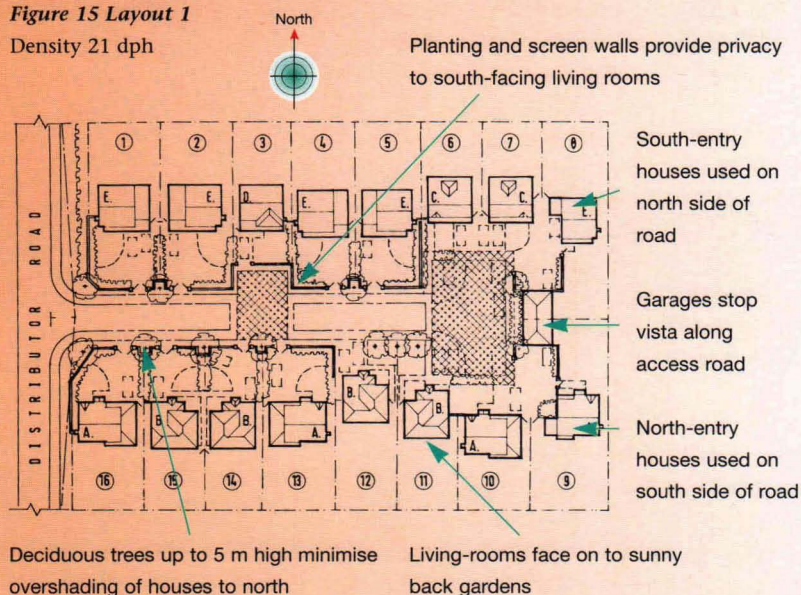 Figure 15 Layout 1
Density 21 dph
North
Planting and screen walls provide privacy
to south-facing living rooms
① ② ③ ④ ⑤ ⑥ ⑦ ⑧
E. E. D. E. E. C. C. E.
South-entry
houses used on
north side of
road
DISTRIBUTOR ROAD
Garages stop
vista along
access road
A. B. B. A. B. B. A.
North-entry
houses used on
south side of road
⑯ ⑮ ⑭ ⑬ ⑫ ⑪ ⑩ ⑨
Deciduous trees up to 5 m high minimise
overshading of houses to north
Living-rooms face on to sunny
back gardens